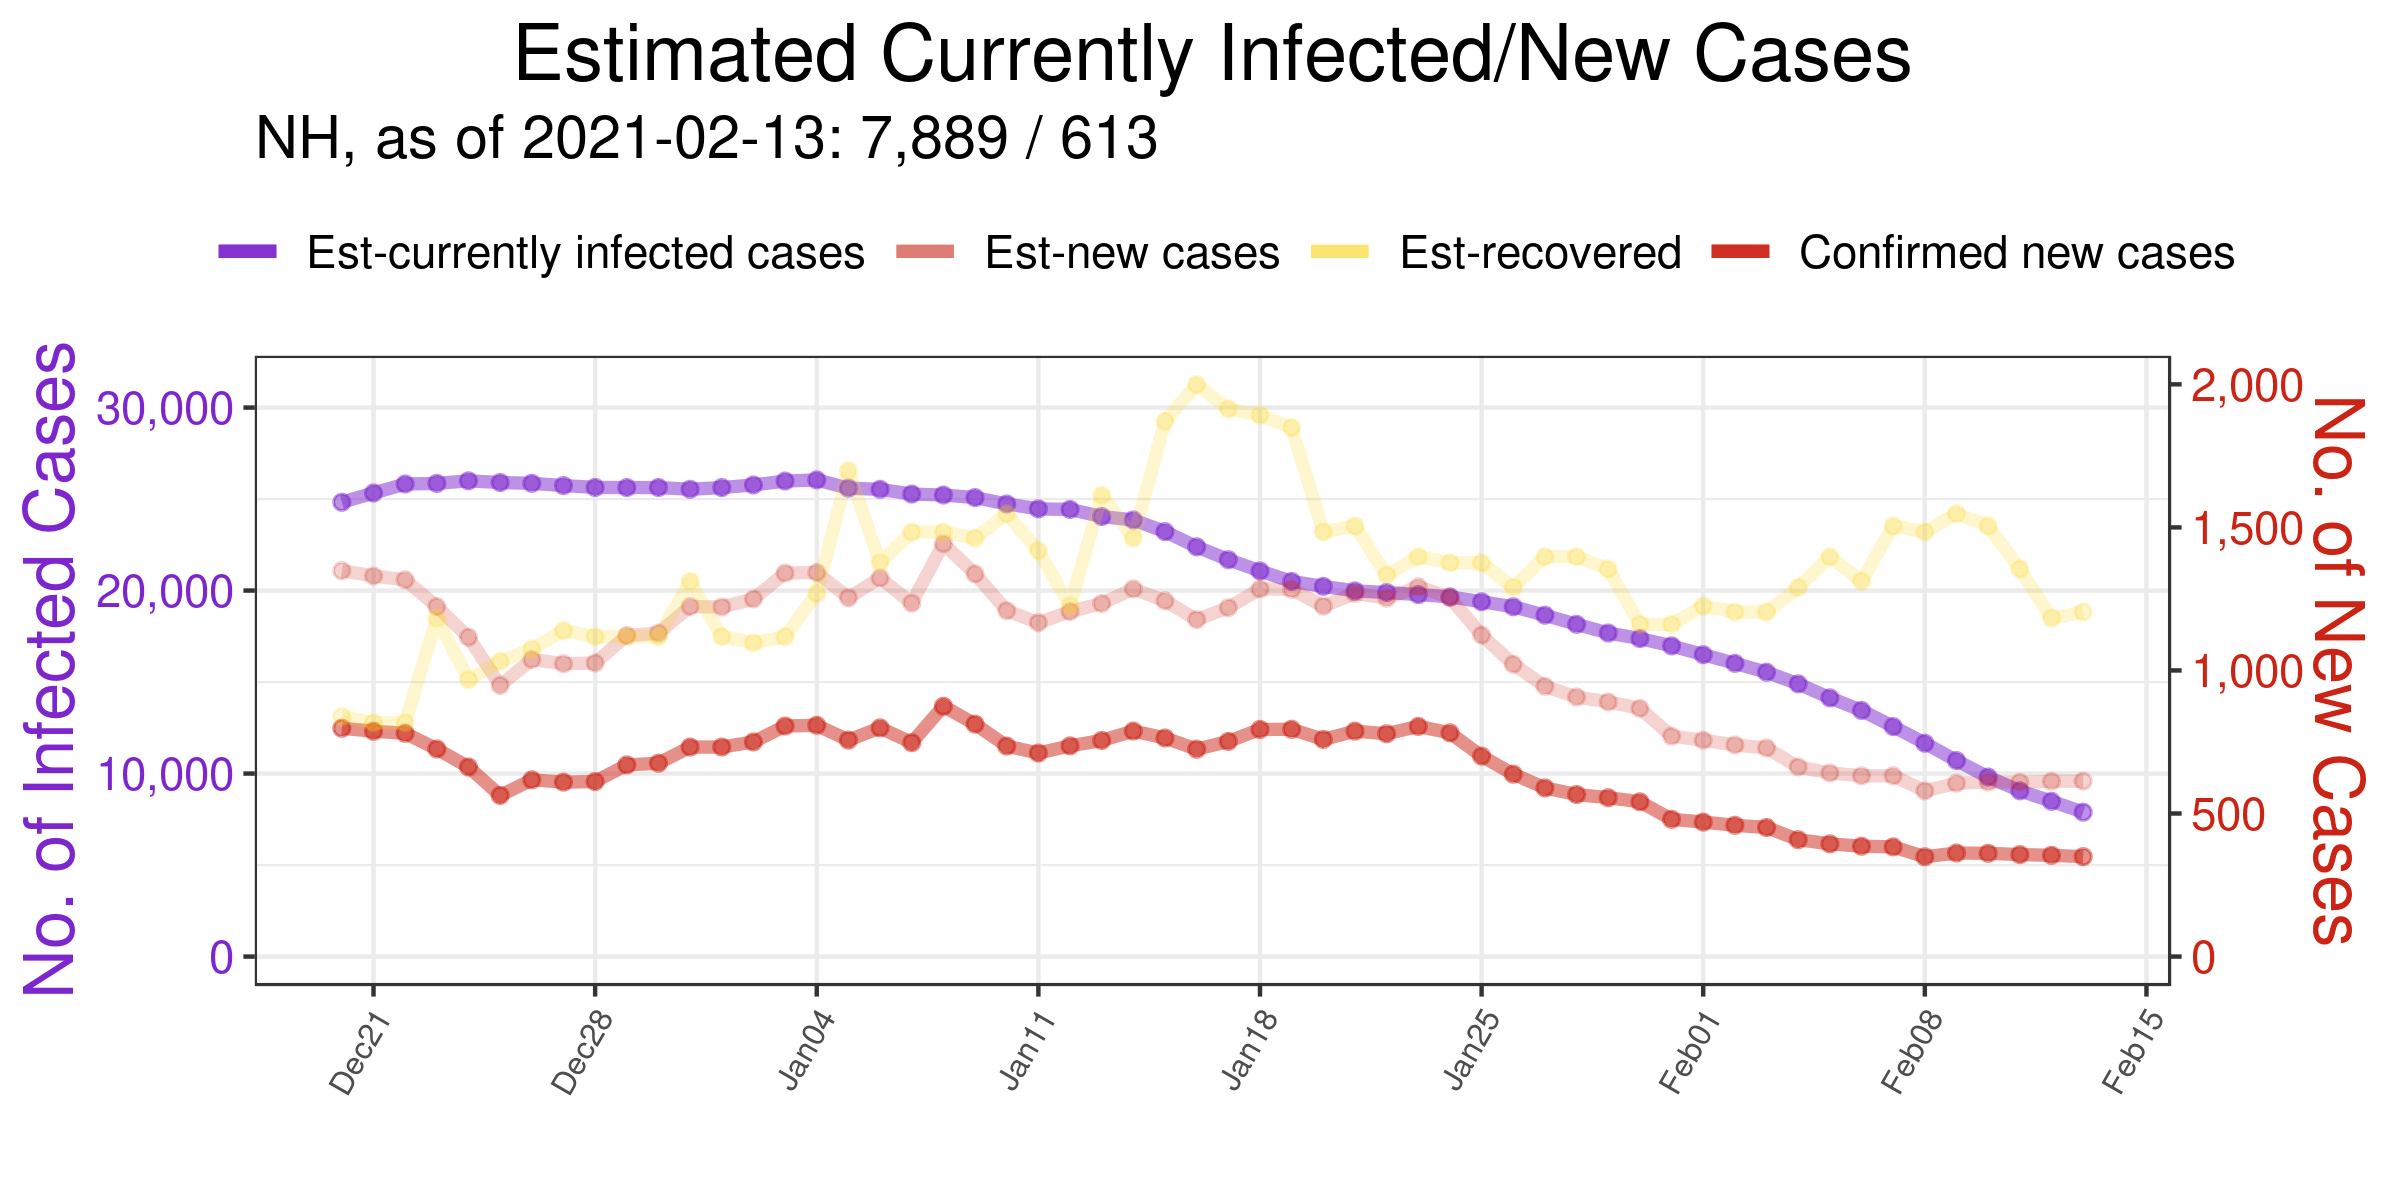 Estimated Currently Infected/New Cases
NH, as of 2021-02-13: 7,889 / 613
Est-currently infected cases Est-new cases Est-recovered Confirmed new cases
No. of Infected Cases
30,000
20,000
10,000
0
2,000
1,500
1,000
500
0
No. of New Cases
Dec21 Dec28 Jan04 Jan11 Jan18 Jan25 Feb01 Feb08 Feb15